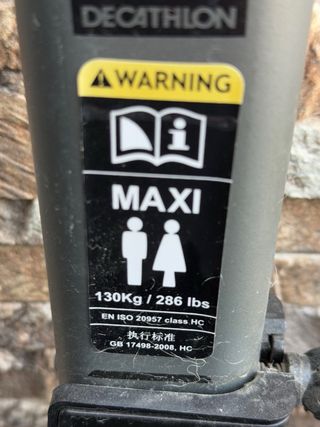 DECATHLON
WARNING
MAXI
130Kg / 286 lbs
EN ISO 20957 class HC
执行标准
GB 17498-2008, HC